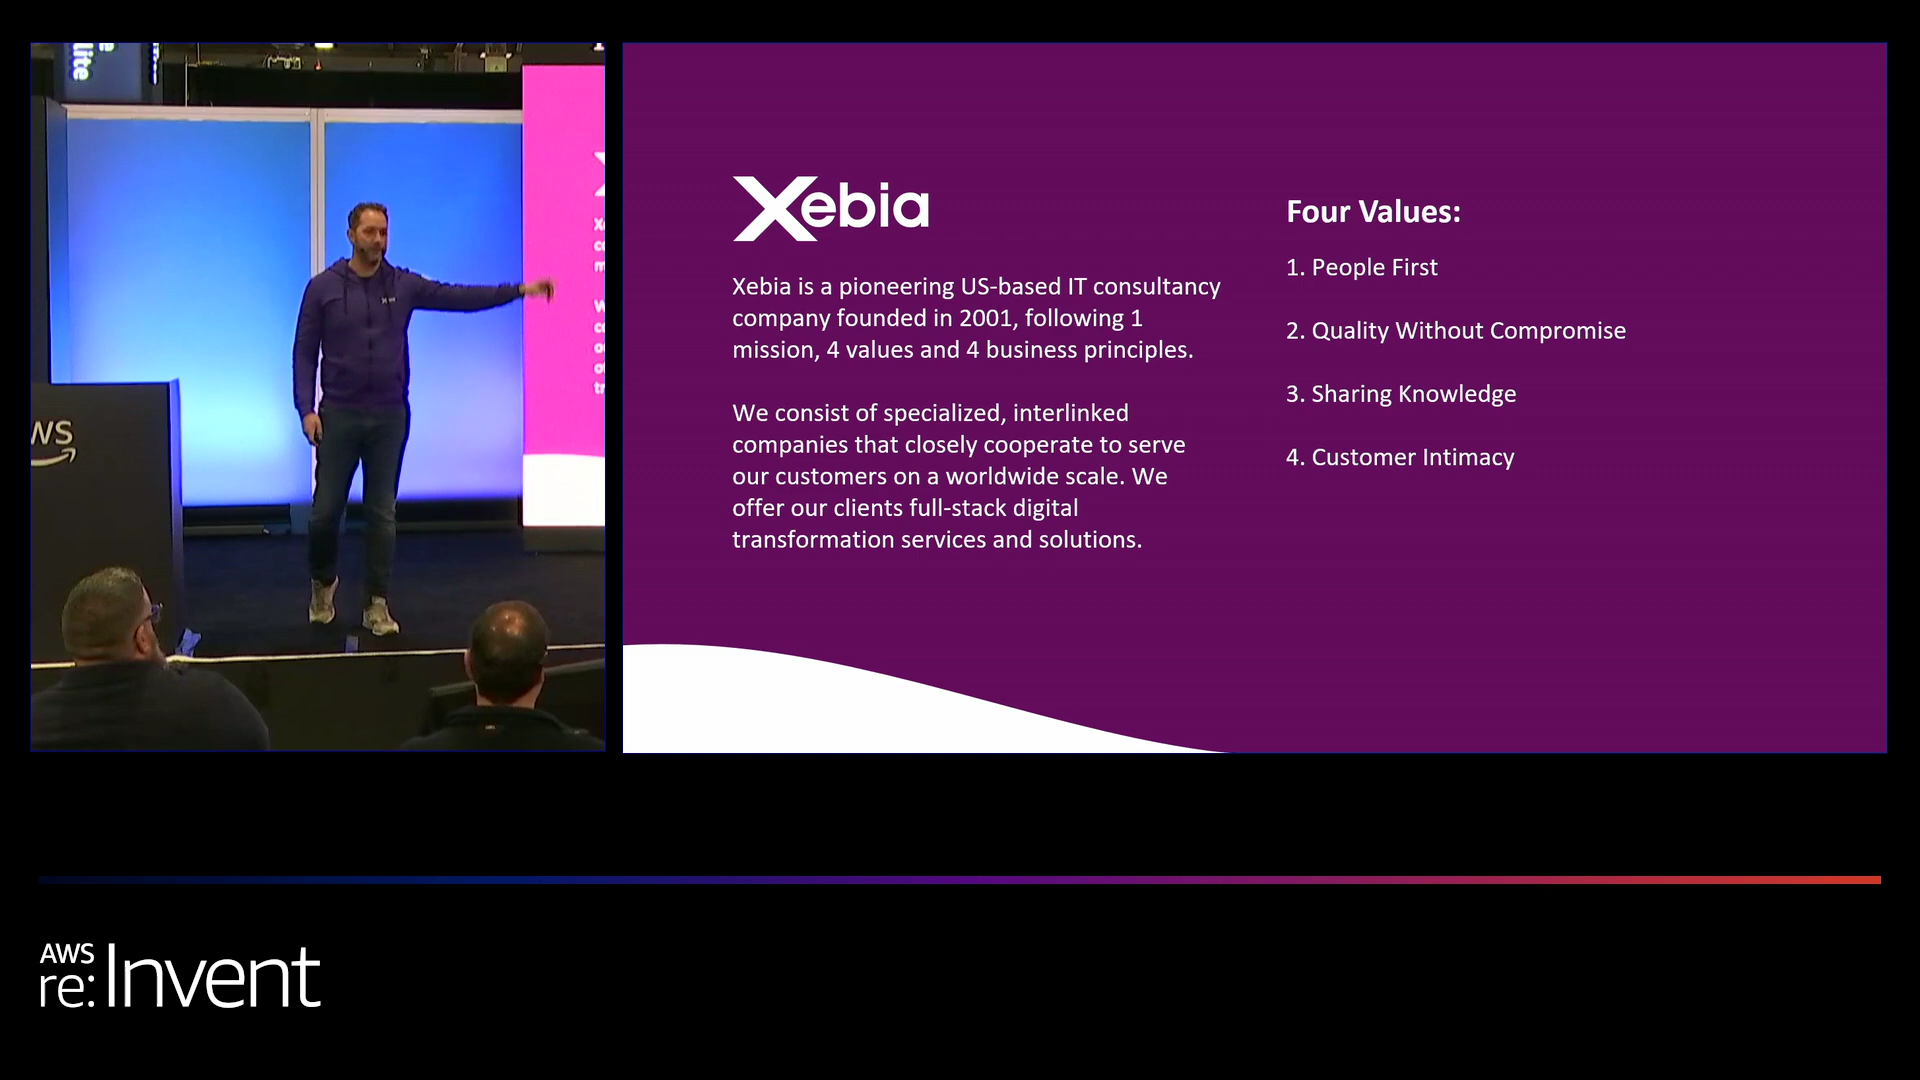 lite
WS
Xebia
Xebia is a pioneering US-based IT consultancy
company founded in 2001, following 1
mission, 4 values and 4 business principles.
We consist of specialized, interlinked
companies that closely cooperate to serve
our customers on a worldwide scale. We
offer our clients full-stack digital
transformation services and solutions.
Four Values:
1. People First
2. Quality Without Compromise
3. Sharing Knowledge
4. Customer Intimacy
AWS
re:Invent